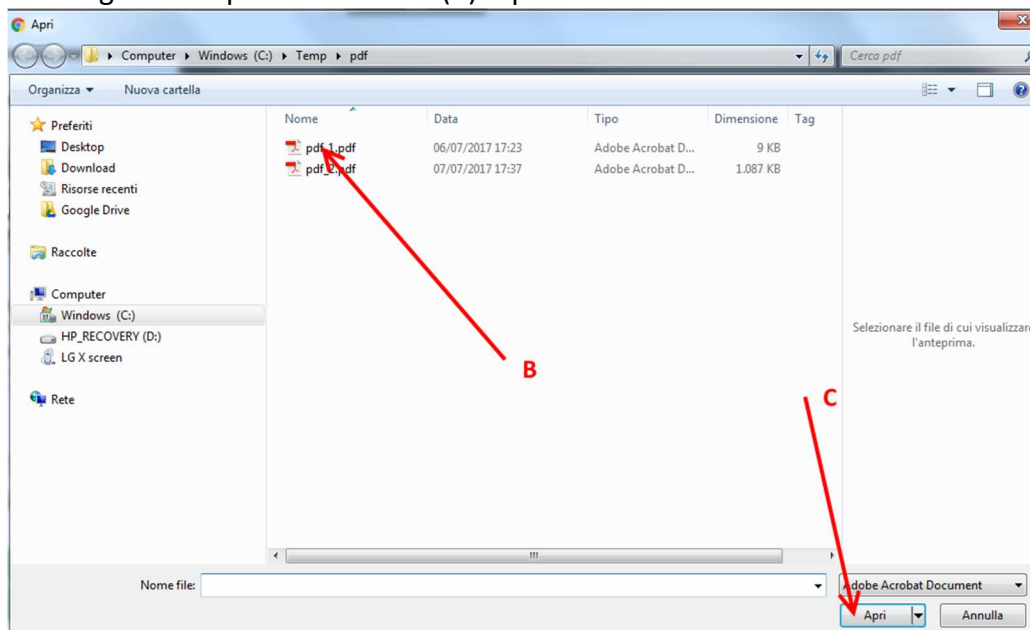 Apri
Computer Windows (C:) Temp pdf
Cerca pdf
Organizza Nuova cartella
Nome Data Tipo Dimensione Tag
Preferiti
Desktop
Download
Risorse recenti
Google Drive
Raccolte
Computer
Windows (C:)
HP_RECOVERY (D:)
LG X screen
Rete
pdf_1.pdf 06/07/2017 17:23 Adobe Acrobat D... 9 KB
pdf_2.pdf 07/07/2017 17:37 Adobe Acrobat D... 1.087 KB
B
C
Selezionare il file di cui visualizzare
l'anteprima.
Nome file:
Adobe Acrobat Document
Apri Annulla